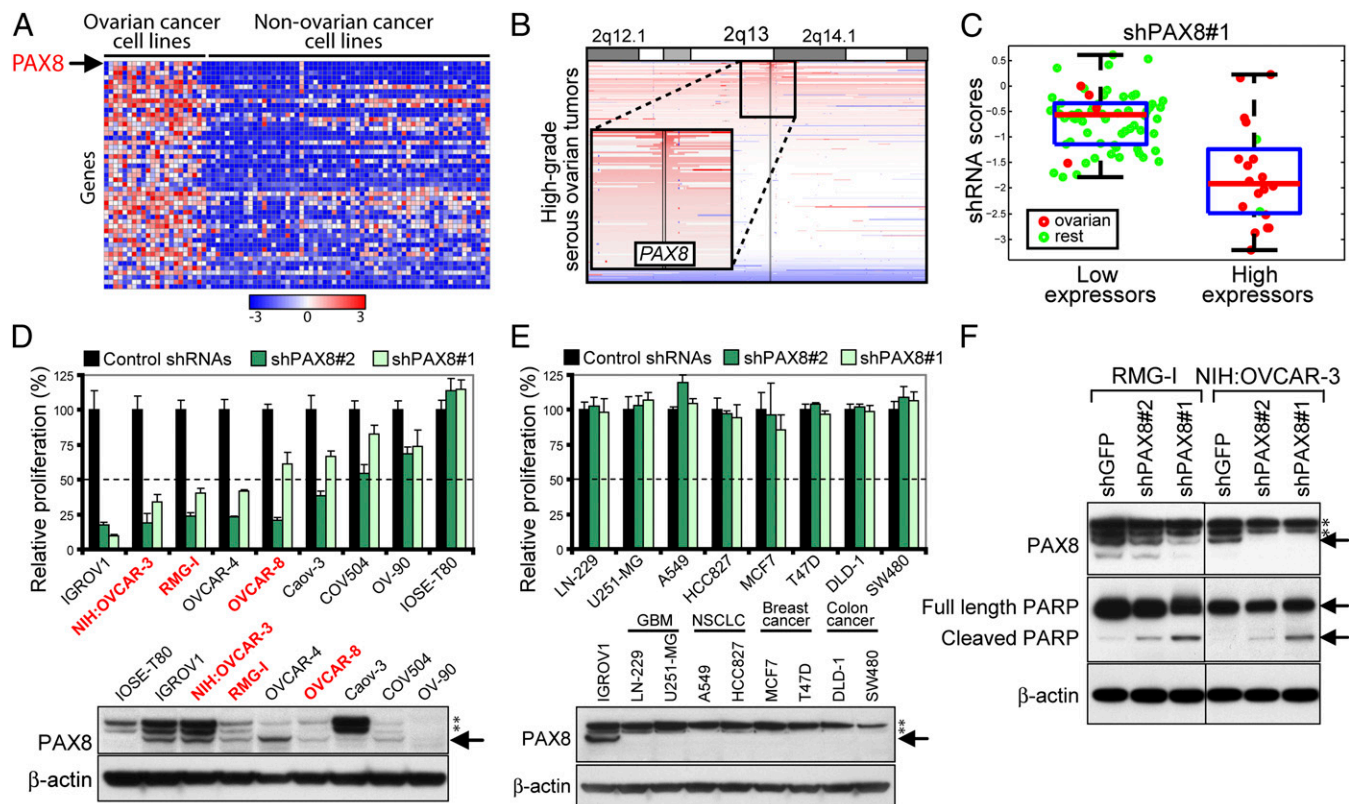 A
Ovarian cancer cell lines
Non-ovarian cancer cell lines
PAX8
Genes
-3 0 3
B
2q12.1 2q13 2q14.1
High-grade serous ovarian tumors
PAX8
C
shPAX8#1
shRNA scores
0.5
0
−0.5
−1
−1.5
−2
−2.5
−3
ovarian
rest
Low expressors
High expressors
D
Control shRNAs shPAX8#2 shPAX8#1
Relative proliferation (%)
125
100
75
50
25
0
IGROV1
NIH:OVCAR-3
RMG-I
OVCAR-4
OVCAR-8
Caov-3
COV504
OV-90
IOSE-T80
IOSE-T80
IGROV1
NIH:OVCAR-3
RMG-I
OVCAR-4
OVCAR-8
Caov-3
COV504
OV-90
PAX8
**
β-actin
E
Control shRNAs shPAX8#2 shPAX8#1
Relative proliferation (%)
125
100
75
50
25
0
LN-229
U251-MG
A549
HCC827
MCF7
T47D
DLD-1
SW480
GBM
NSCLC
Breast cancer
Colon cancer
IGROV1
LN-229
U251-MG
A549
HCC827
MCF7
T47D
DLD-1
SW480
PAX8
**
β-actin
F
RMG-I NIH:OVCAR-3
shGFP
shPAX8#2
shPAX8#1
shGFP
shPAX8#2
shPAX8#1
PAX8
*
*
Full length PARP
Cleaved PARP
β-actin